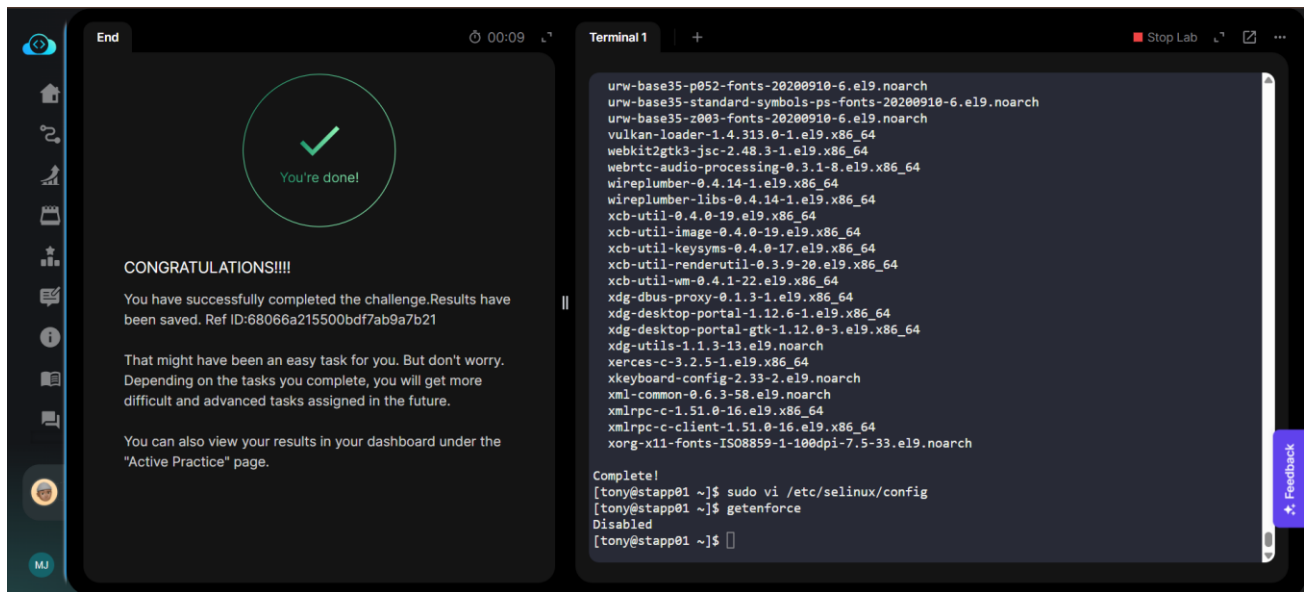 End
00:09
You're done!
CONGRATULATIONS!!!!
You have successfully completed the challenge.Results have
been saved. Ref ID:68066a215500bdf7ab9a7b21
That might have been an easy task for you. But don't worry.
Depending on the tasks you complete, you will get more
difficult and advanced tasks assigned in the future.
You can also view your results in your dashboard under the
"Active Practice" page.
MJ
Terminal 1
+
Stop Lab
urw-base35-p052-fonts-20200910-6.el9.noarch
urw-base35-standard-symbols-ps-fonts-20200910-6.el9.noarch
urw-base35-z003-fonts-20200910-6.el9.noarch
vulkan-loader-1.4.313.0-1.el9.x86_64
webkit2gtk3-jsc-2.48.3-1.el9.x86_64
webrtc-audio-processing-0.3.1-8.el9.x86_64
wireplumber-0.4.14-1.el9.x86_64
wireplumber-libs-0.4.14-1.el9.x86_64
xcb-util-0.4.0-19.el9.x86_64
xcb-util-image-0.4.0-19.el9.x86_64
xcb-util-keysyms-0.4.0-17.el9.x86_64
xcb-util-renderutil-0.3.9-20.el9.x86_64
xcb-util-wm-0.4.1-22.el9.x86_64
xdg-dbus-proxy-0.1.3-1.el9.x86_64
xdg-desktop-portal-1.12.6-1.el9.x86_64
xdg-desktop-portal-gtk-1.12.0-3.el9.x86_64
xdg-utils-1.1.3-13.el9.noarch
xerces-c-3.2.5-1.el9.x86_64
xkeyboard-config-2.33-2.el9.noarch
xml-common-0.6.3-58.el9.noarch
xmlrpc-c-1.51.0-16.el9.x86_64
xmlrpc-c-client-1.51.0-16.el9.x86_64
xorg-x11-fonts-ISO8859-1-100dpi-7.5-33.el9.noarch
Complete!
[tony@stapp01 ~]$ sudo vi /etc/selinux/config
[tony@stapp01 ~]$ getenforce
Disabled
[tony@stapp01 ~]$
Feedback